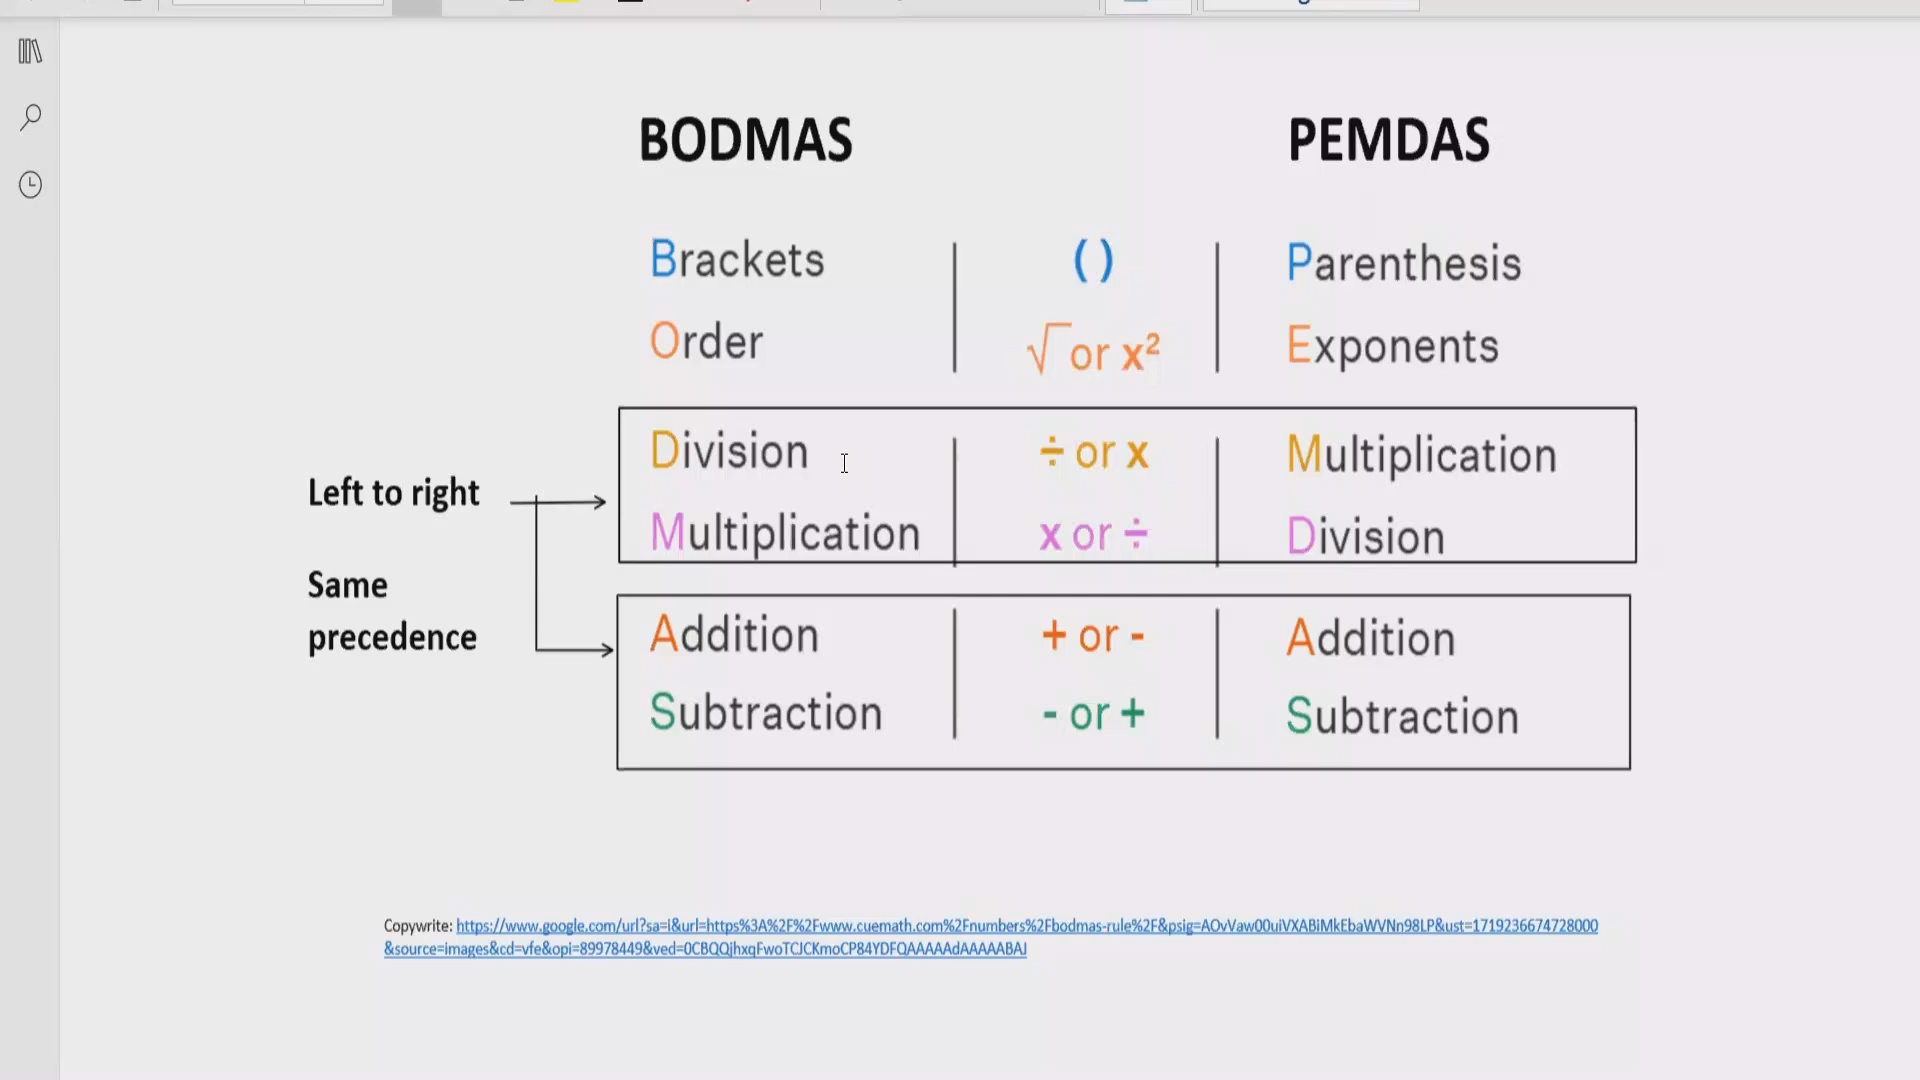 BODMAS PEMDAS
Brackets ( ) Parenthesis
Order √ or x² Exponents
Division ÷ or x Multiplication
Left to right
Multiplication x or ÷ Division
Same
precedence
Addition + or - Addition
Subtraction - or + Subtraction
Copywrite: https://www.google.com/url?sa=i&url=https%3A%2F%2Fwww.cuemath.com%2Fnumbers%2Fbodmas-rule%2F&psig=AOvVaw00uiVXABiMkEbaWVNn98LP&ust=1719236674728000
&source=images&cd=vfe&opi=89978449&ved=0CBQQjhxqFwoTCJCKmoCP84YDFQAAAAAdAAAAABAJ